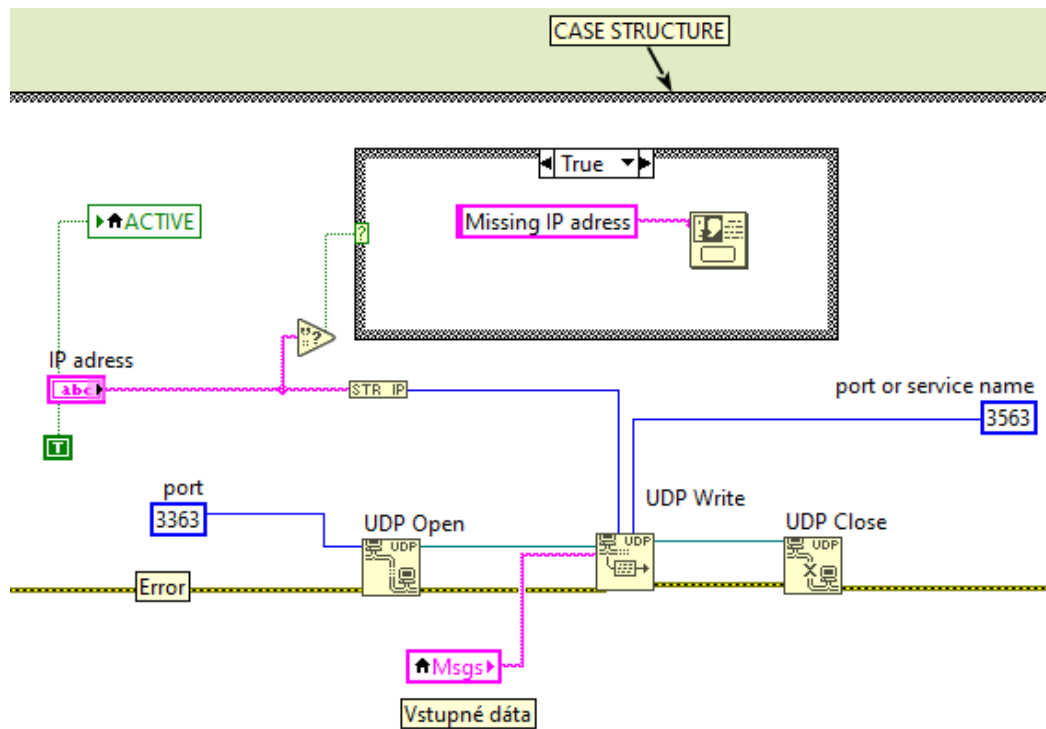 CASE STRUCTURE
True
ACTIVE
Missing IP adress
?
"?
IP adress
abc
STR IP
port or service name
3563
T
port
3363
UDP Open
UDP Write
UDP Close
UDP
UDP
UDP
Error
Msgs
Vstupné dáta